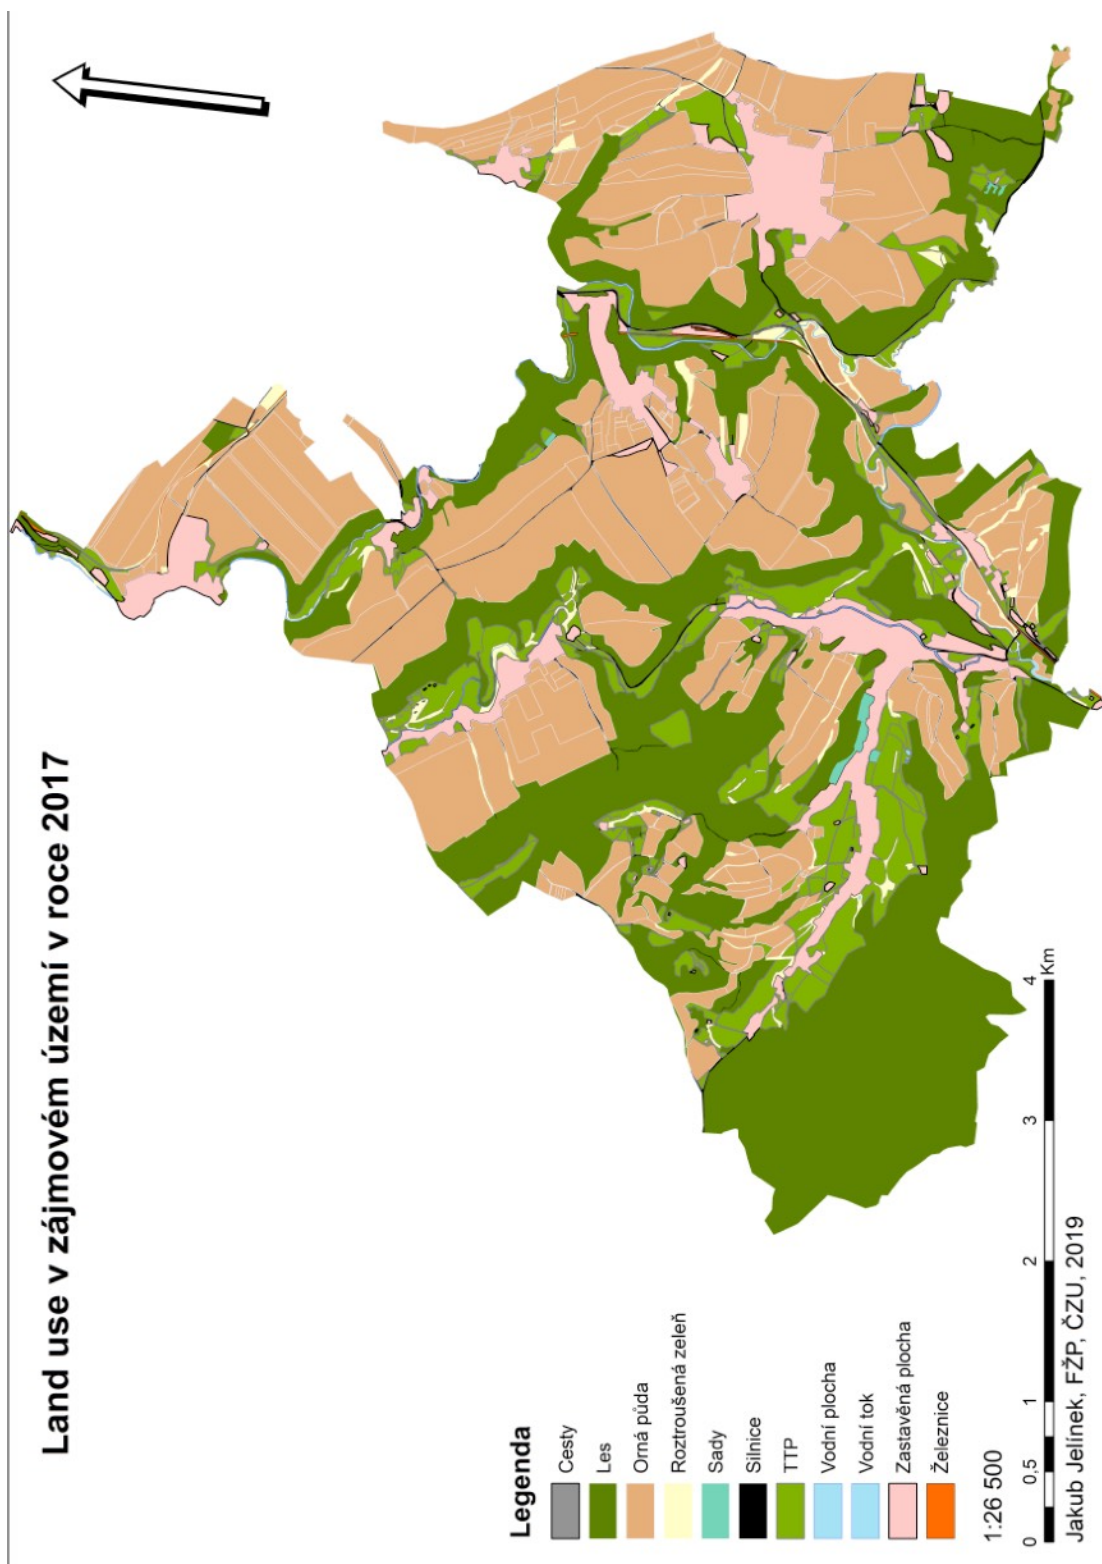 Land use v zájmovém území v roce 2017
Legenda
Cesty
Les
Orná půda
Roztroušená zeleň
Sady
Silnice
TTP
Vodní plocha
Vodní tok
Zastavěná plocha
Železnice
1:26 500
0 0,5 1 2 3 4
Km
Jakub Jelínek, FŽP, ČZU, 2019